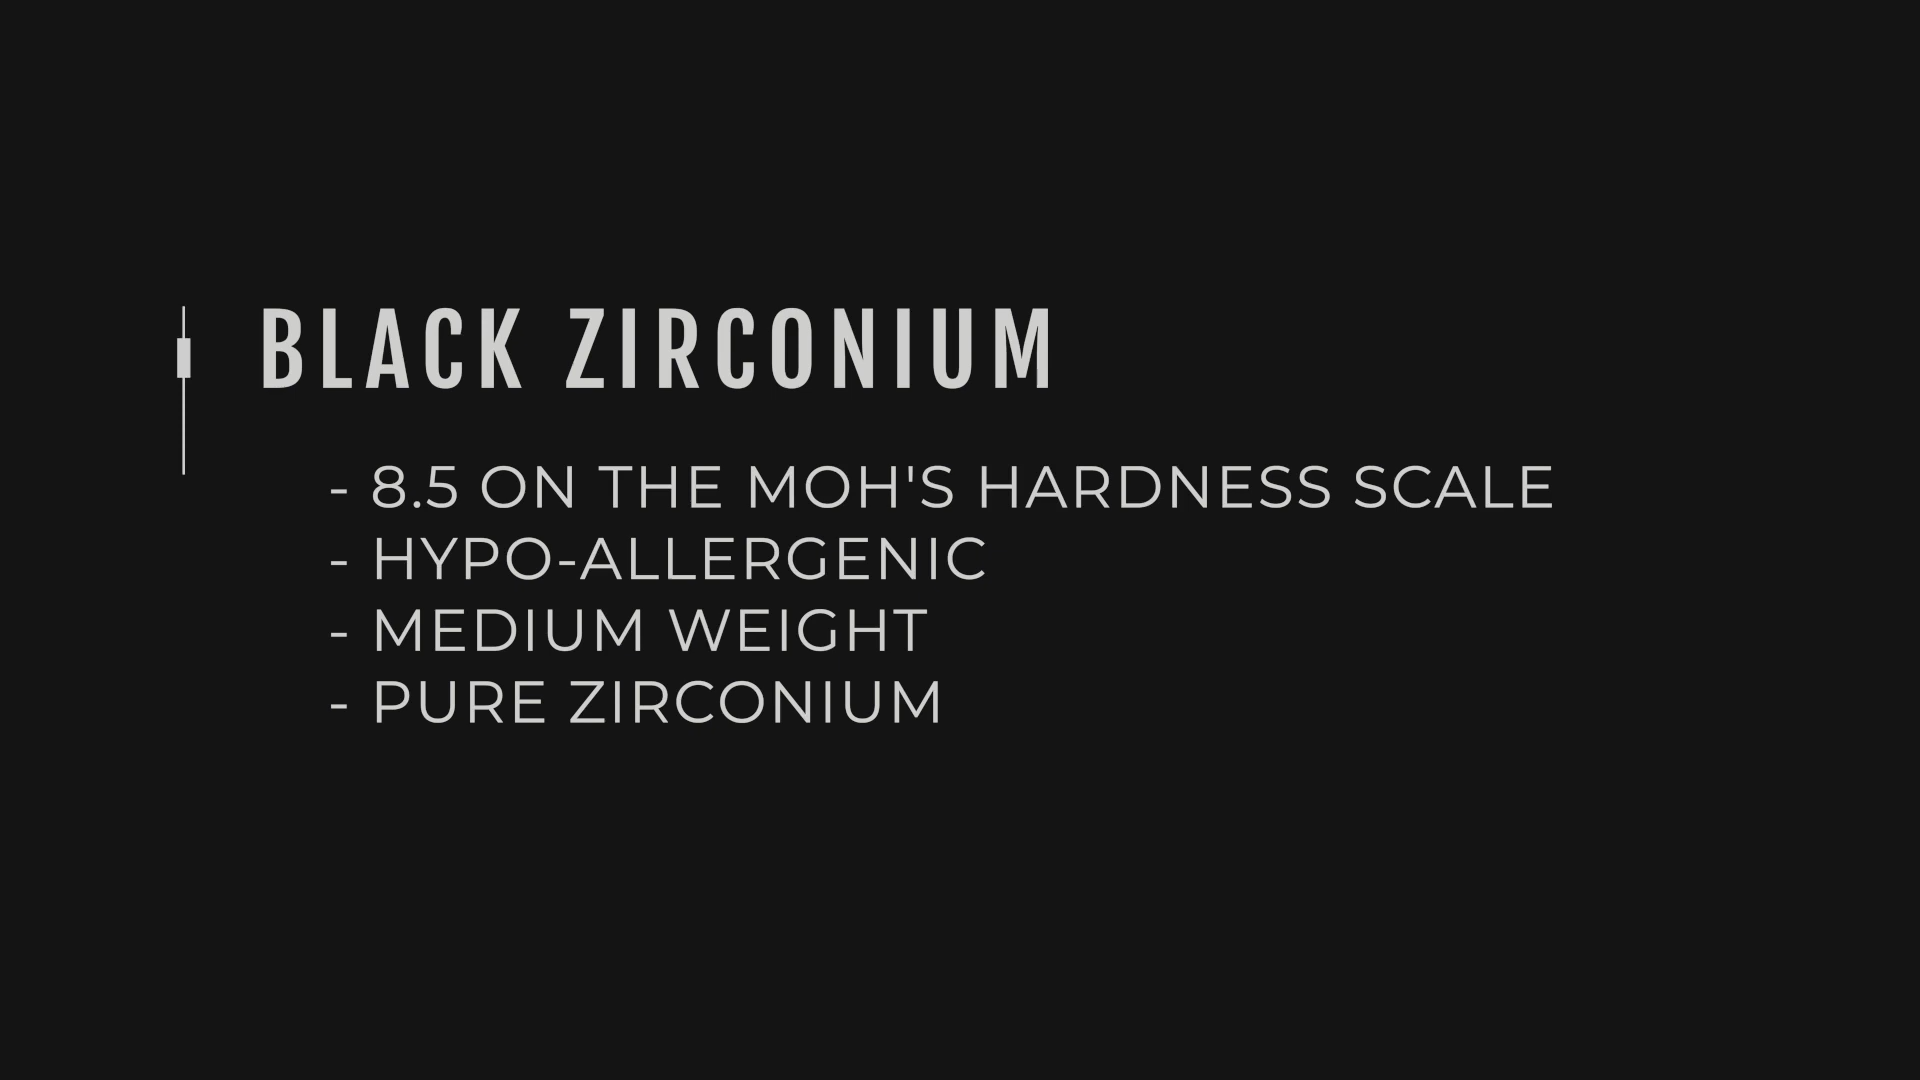 BLACK ZIRCONIUM
- 8.5 ON THE MOH'S HARDNESS SCALE
- HYPO-ALLERGENIC
- MEDIUM WEIGHT
- PURE ZIRCONIUM